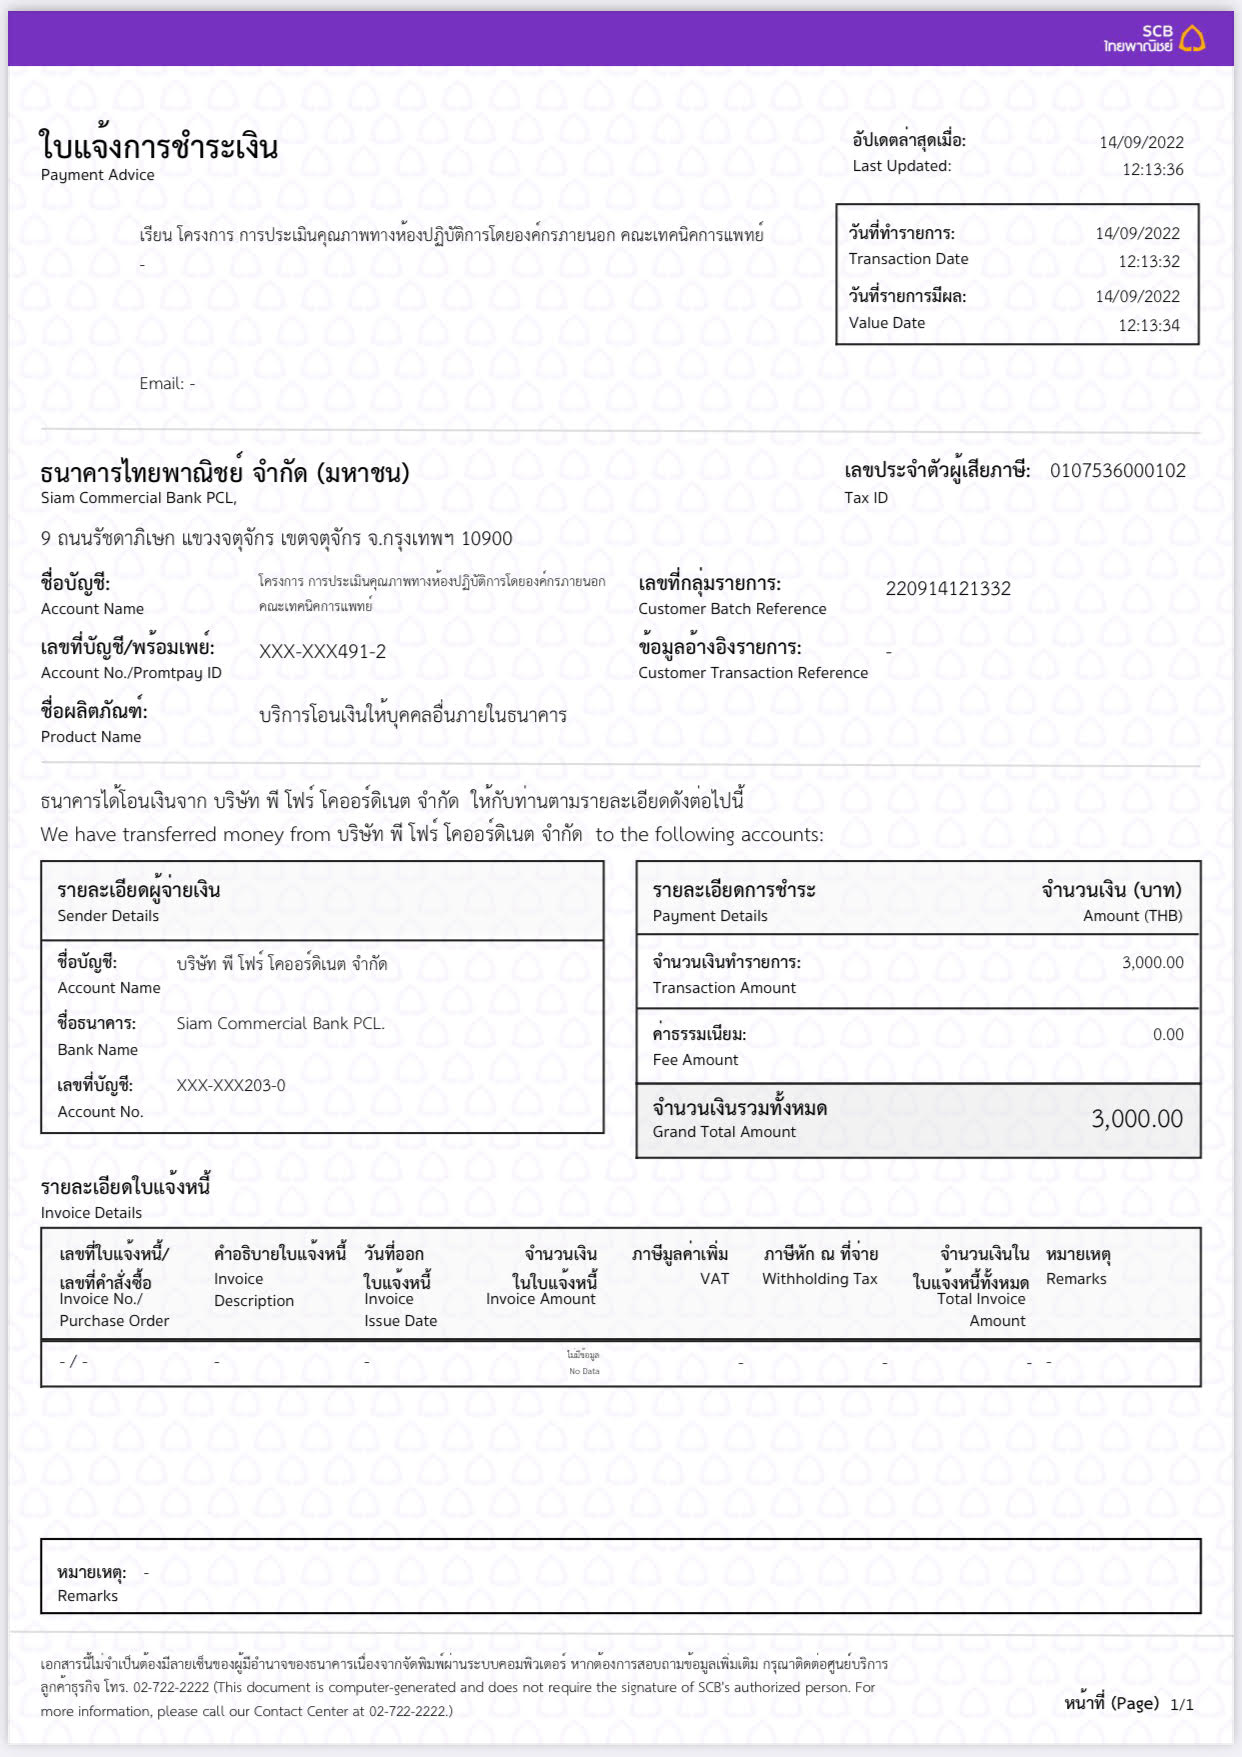 SCB
ไทยพาณิชย์
ใบแจ้งการชำระเงิน
Payment Advice
อัปเดตล่าสุดเมื่อ: 14/09/2022
Last Updated: 12:13:36
เรียน โครงการ การประเมินคุณภาพทางห้องปฏิบัติการโดยองค์กรภายนอก คณะเทคนิคการแพทย์
-
Email: -
วันที่ทำรายการ: 14/09/2022
Transaction Date 12:13:32
วันที่รายการมีผล: 14/09/2022
Value Date 12:13:34
ธนาคารไทยพาณิชย์ จำกัด (มหาชน)
Siam Commercial Bank PCL,
เลขประจำตัวผู้เสียภาษี: 0107536000102
Tax ID
9 ถนนรัชดาภิเษก แขวงจตุจักร เขตจตุจักร จ.กรุงเทพฯ 10900
ชื่อบัญชี: โครงการ การประเมินคุณภาพทางห้องปฏิบัติการโดยองค์กรภายนอก
Account Name คณะเทคนิคการแพทย์
เลขที่กลุ่มรายการ: 220914121332
Customer Batch Reference
เลขที่บัญชี/พร้อมเพย์: XXX-XXX491-2
Account No./Promtpay ID
ข้อมูลอ้างอิงรายการ: -
Customer Transaction Reference
ชื่อผลิตภัณฑ์: บริการโอนเงินให้บุคคลอื่นภายในธนาคาร
Product Name
ธนาคารได้โอนเงินจาก บริษัท พี โฟร์ โคออร์ดิเนต จำกัด ให้กับท่านตามรายละเอียดดังต่อไปนี้
We have transferred money from บริษัท พี โฟร์ โคออร์ดิเนต จำกัด to the following accounts:
รายละเอียดผู้จ่ายเงิน
Sender Details
ชื่อบัญชี: บริษัท พี โฟร์ โคออร์ดิเนต จำกัด
Account Name
ชื่อธนาคาร: Siam Commercial Bank PCL.
Bank Name
เลขที่บัญชี: XXX-XXX203-0
Account No.
รายละเอียดการชำระ จำนวนเงิน (บาท)
Payment Details Amount (THB)
จำนวนเงินทำรายการ: 3,000.00
Transaction Amount
ค่าธรรมเนียม: 0.00
Fee Amount
จำนวนเงินรวมทั้งหมด 3,000.00
Grand Total Amount
รายละเอียดใบแจ้งหนี้
Invoice Details
เลขที่ใบแจ้งหนี้/ คำอธิบายใบแจ้งหนี้ วันที่ออก จำนวนเงิน ภาษีมูลค่าเพิ่ม ภาษีหัก ณ ที่จ่าย จำนวนเงินใน หมายเหตุ
เลขที่คำสั่งซื้อ Invoice ใบแจ้งหนี้ ในใบแจ้งหนี้ VAT Withholding Tax ใบแจ้งหนี้ทั้งหมด Remarks
Invoice No./ Description Invoice Invoice Amount Total Invoice
Purchase Order Issue Date Amount
- / - - - ไม่มีข้อมูล - - - -
No Data
หมายเหตุ: -
Remarks
เอกสารนี้ไม่จำเป็นต้องมีลายเซ็นของผู้มีอำนาจของธนาคารเนื่องจากจัดพิมพ์ผ่านระบบคอมพิวเตอร์ หากต้องการสอบถามข้อมูลเพิ่มเติม กรุณาติดต่อศูนย์บริการ
ลูกค้าธุรกิจ โทร. 02-722-2222 (This document is computer-generated and does not require the signature of SCB's authorized person. For
more information, please call our Contact Center at 02-722-2222.)
หน้าที่ (Page) 1/1